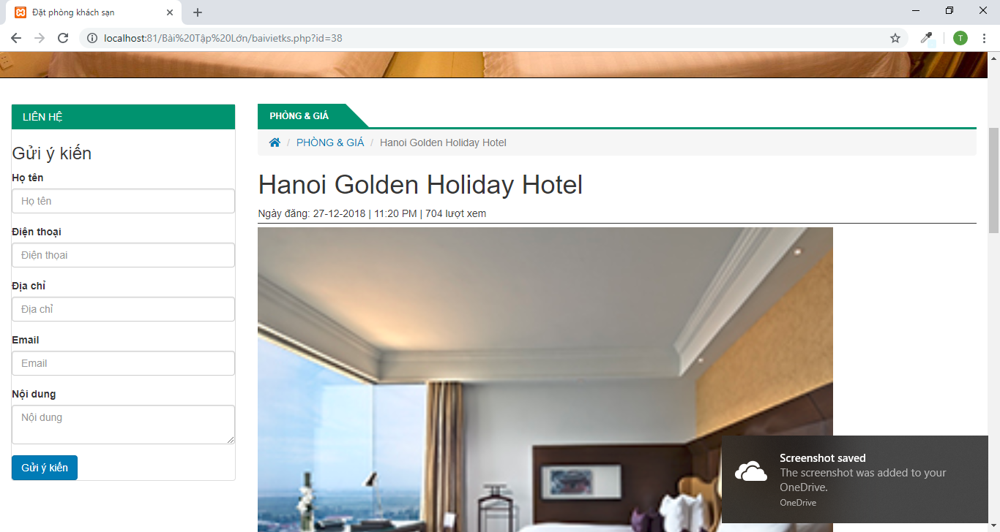 Đặt phòng khách sạn
localhost:81/Bài%20Tập%20Lớn/baivietks.php?id=38
T
LIÊN HỆ
Gửi ý kiến
Họ tên
Họ tên
Điện thoại
Điện thọai
Địa chỉ
Địa chỉ
Email
Email
Nội dung
Nội dung
Gửi ý kiến
PHÒNG & GIÁ
/ PHÒNG & GIÁ / Hanoi Golden Holiday Hotel
Hanoi Golden Holiday Hotel
Ngày đăng: 27-12-2018 | 11:20 PM | 704 lượt xem
Screenshot saved
The screenshot was added to your
OneDrive.
OneDrive